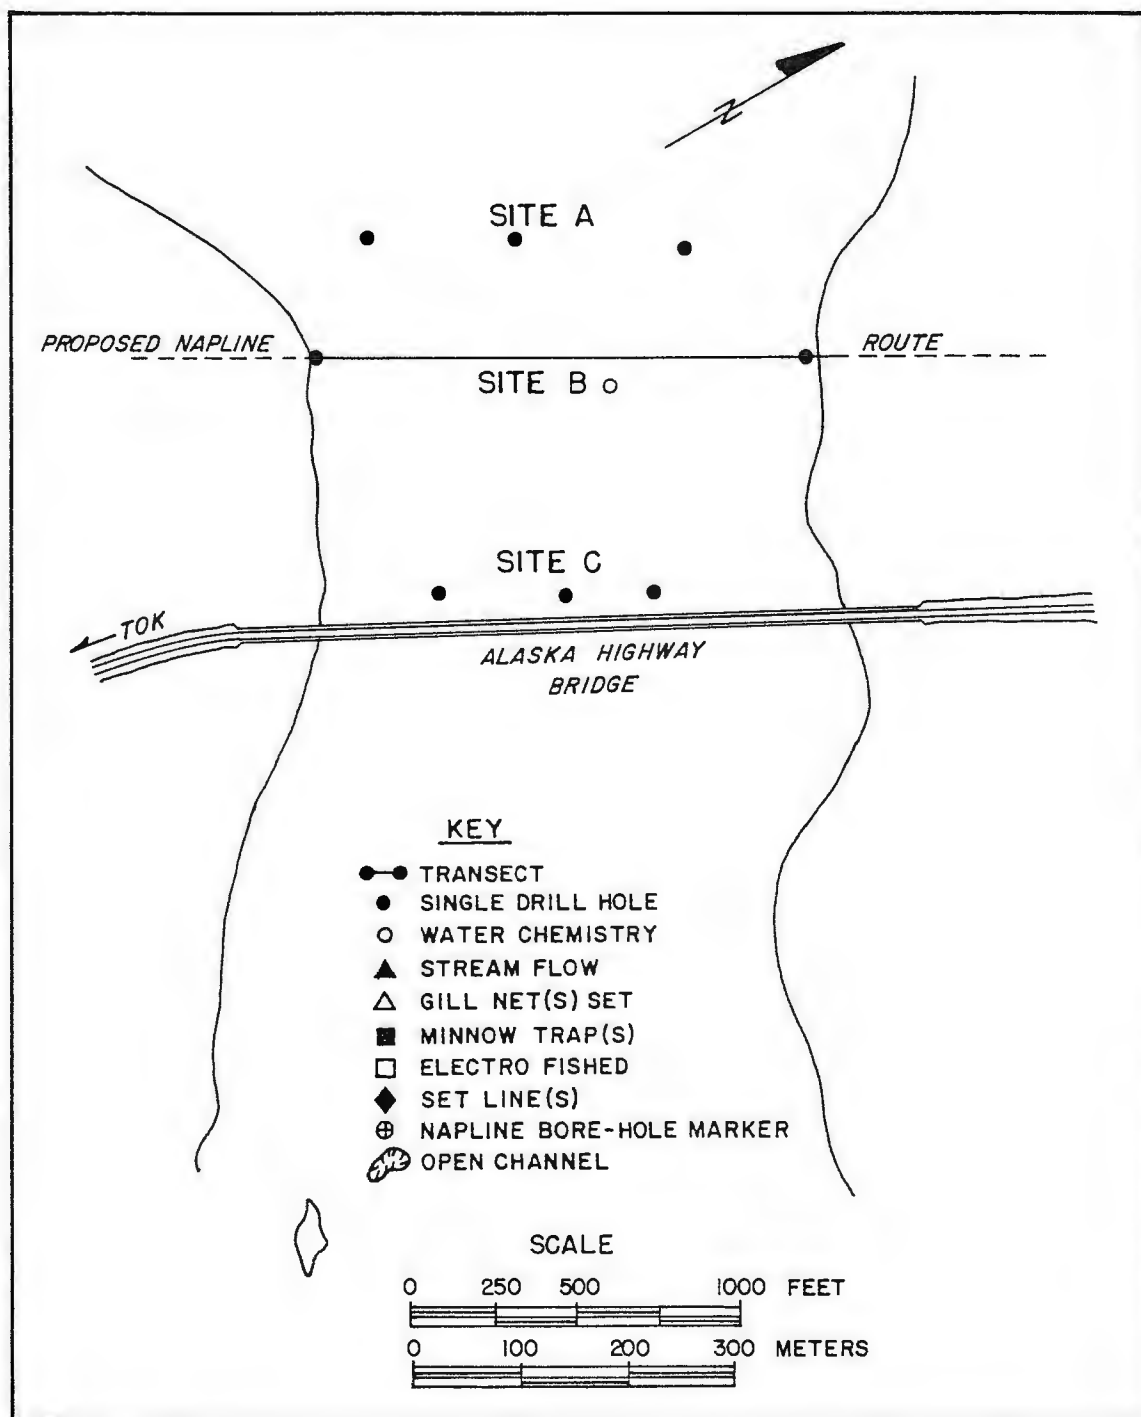 N
SITE A
PROPOSED NAPLINE
ROUTE
SITE B
SITE C
TOK
ALASKA HIGHWAY
BRIDGE
KEY
TRANSECT
SINGLE DRILL HOLE
WATER CHEMISTRY
STREAM FLOW
GILL NET(S) SET
MINNOW TRAP(S)
ELECTRO FISHED
SET LINE(S)
NAPLINE BORE-HOLE MARKER
OPEN CHANNEL
SCALE
0 250 500 1000 FEET
0 100 200 300 METERS